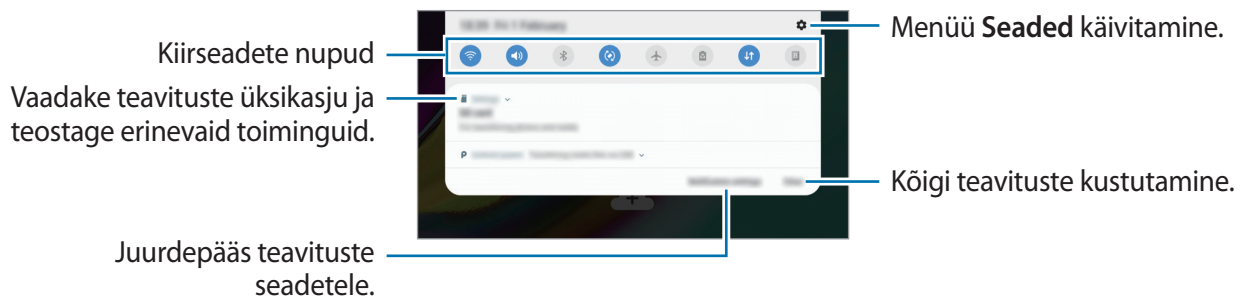 Menüü Seaded käivitamine.
Kiirseadete nupud
Vaadake teavituste üksikasju ja
teostage erinevaid toiminguid.
Kõigi teavituste kustutamine.
Juurdepääs teavituste
seadetele.